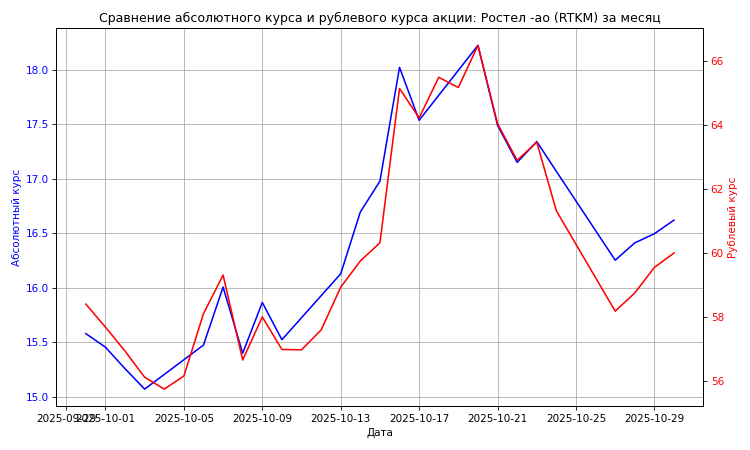 Сравнение абсолютного курса и рублевого курса акции: Ростел -ао (RTKM) за месяц
18.0
17.5
17.0
16.5
16.0
15.5
15.0
Абсолютный курс
66
64
62
60
58
56
Рублевый курс
2025-09-29 2025-10-01 2025-10-05 2025-10-09 2025-10-13 2025-10-17 2025-10-21 2025-10-25 2025-10-29
Дата